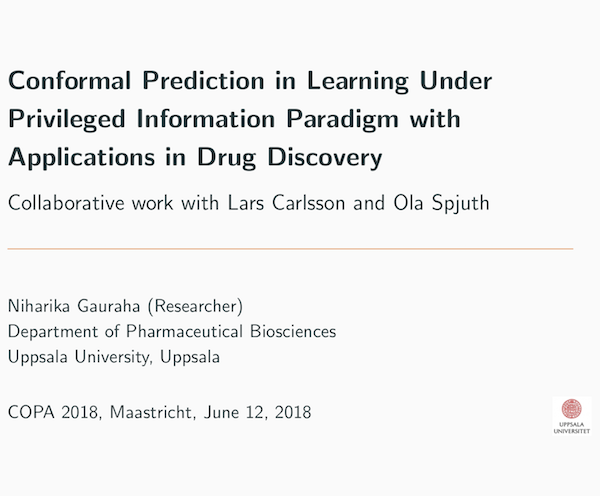 Conformal Prediction in Learning Under
Privileged Information Paradigm with
Applications in Drug Discovery
Collaborative work with Lars Carlsson and Ola Spjuth
Niharika Gauraha (Researcher)
Department of Pharmaceutical Biosciences
Uppsala University, Uppsala
COPA 2018, Maastricht, June 12, 2018
UPPSALA
UNIVERSITET